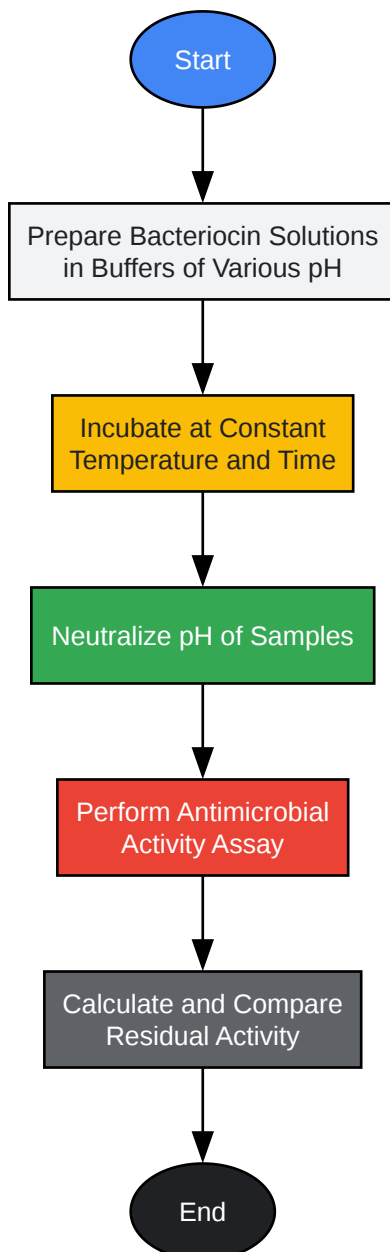 Start
Prepare Bacteriocin Solutions
in Buffers of Various pH
Incubate at Constant
Temperature and Time
Neutralize pH of Samples
Perform Antimicrobial
Activity Assay
Calculate and Compare
Residual Activity
End